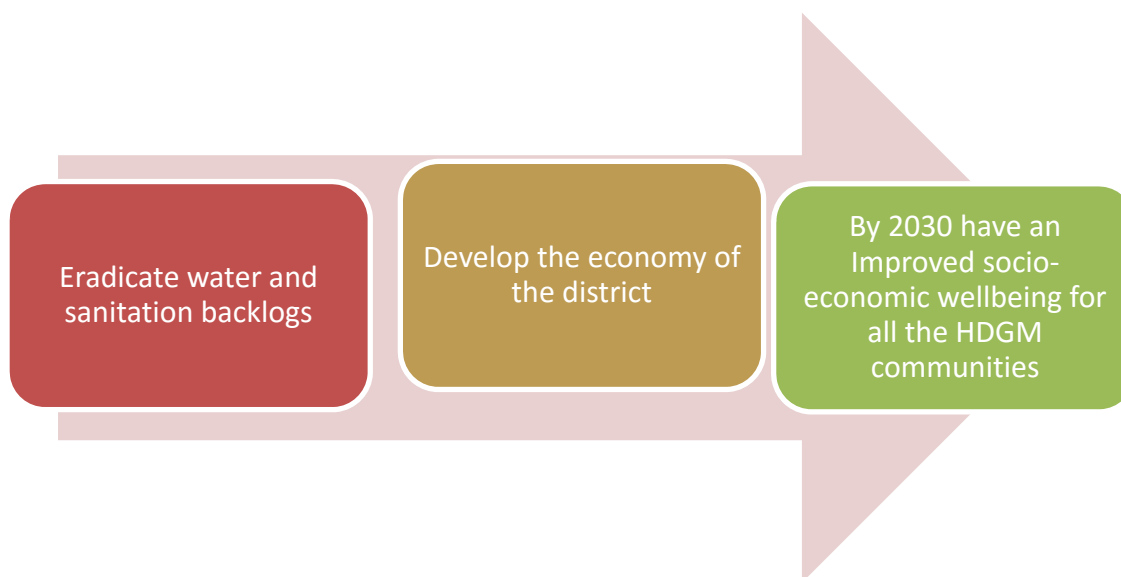 Eradicate water and
sanitation backlogs
Develop the economy of
the district
By 2030 have an
Improved socio-
economic wellbeing for
all the HDGM
communities